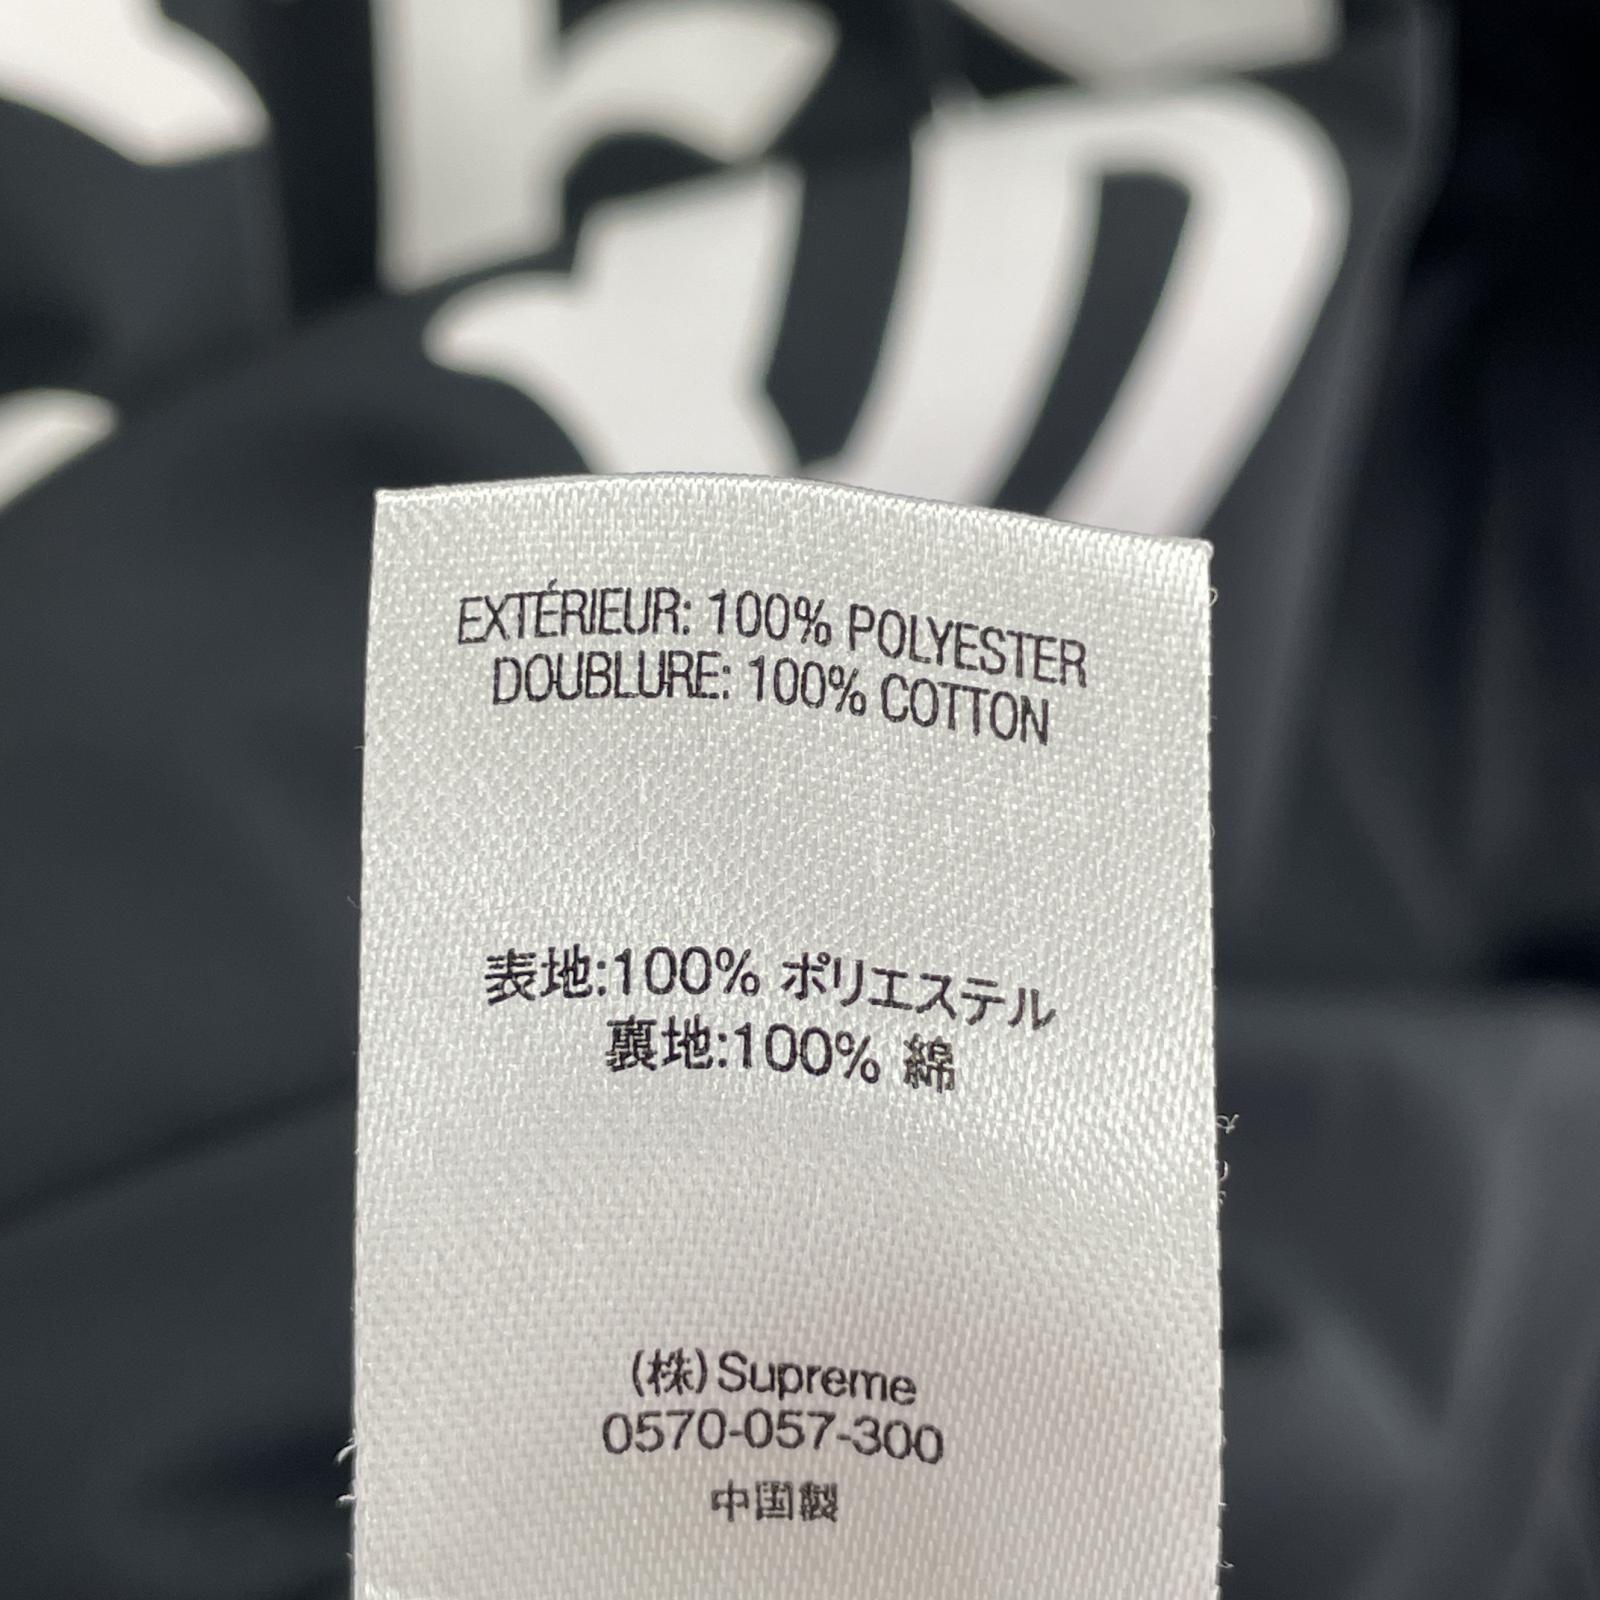 EXTÉRIEUR: 100% POLYESTER
DOUBLURE: 100% COTTON
表地:100% ポリエステル
裏地:100% 綿
(株)Supreme
0570-057-300
中国製